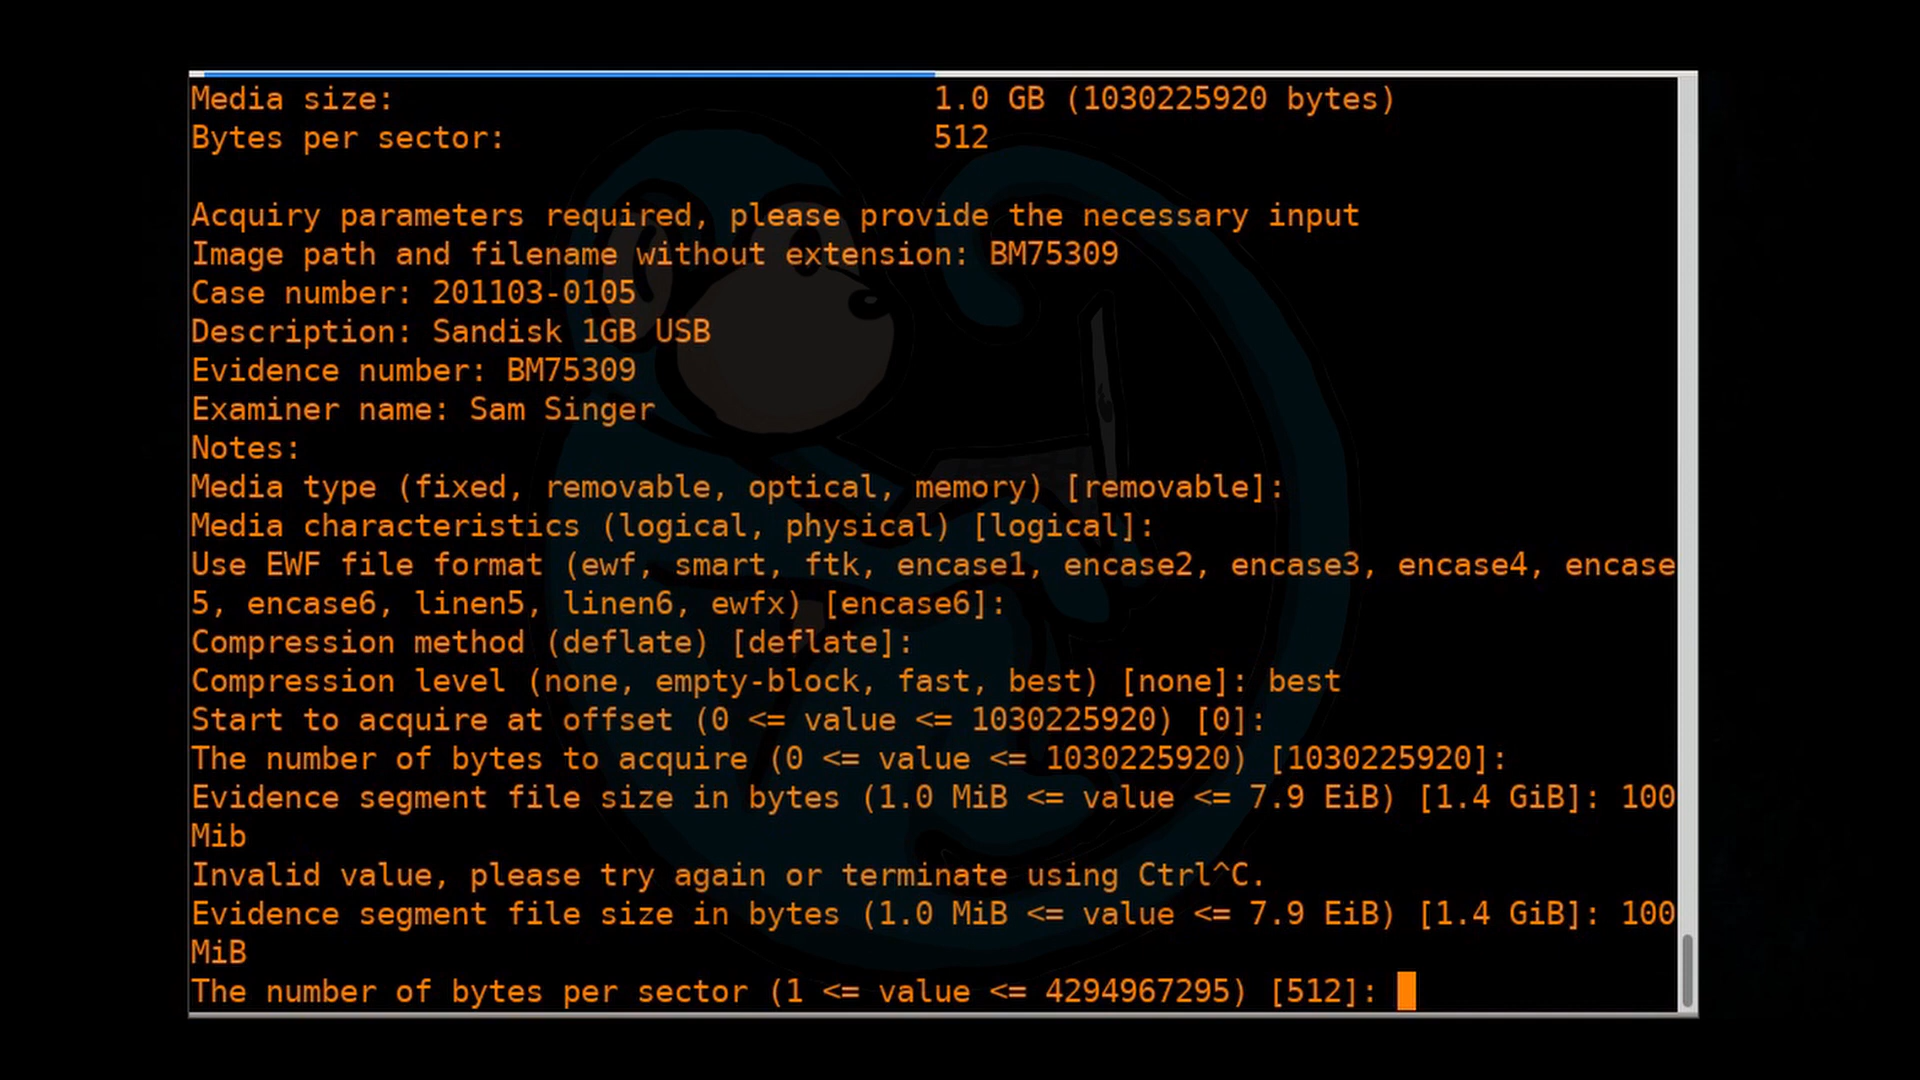 Media size: 1.0 GB (1030225920 bytes)
Bytes per sector: 512
Acquiry parameters required, please provide the necessary input
Image path and filename without extension: BM75309
Case number: 201103-0105
Description: Sandisk 1GB USB
Evidence number: BM75309
Examiner name: Sam Singer
Notes:
Media type (fixed, removable, optical, memory) [removable]:
Media characteristics (logical, physical) [logical]:
Use EWF file format (ewf, smart, ftk, encase1, encase2, encase3, encase4, encase
5, encase6, linen5, linen6, ewfx) [encase6]:
Compression method (deflate) [deflate]:
Compression level (none, empty-block, fast, best) [none]: best
Start to acquire at offset (0 <= value <= 1030225920) [0]:
The number of bytes to acquire (0 <= value <= 1030225920) [1030225920]:
Evidence segment file size in bytes (1.0 MiB <= value <= 7.9 EiB) [1.4 GiB]: 100
Mib
Invalid value, please try again or terminate using Ctrl^C.
Evidence segment file size in bytes (1.0 MiB <= value <= 7.9 EiB) [1.4 GiB]: 100
MiB
The number of bytes per sector (1 <= value <= 4294967295) [512]: